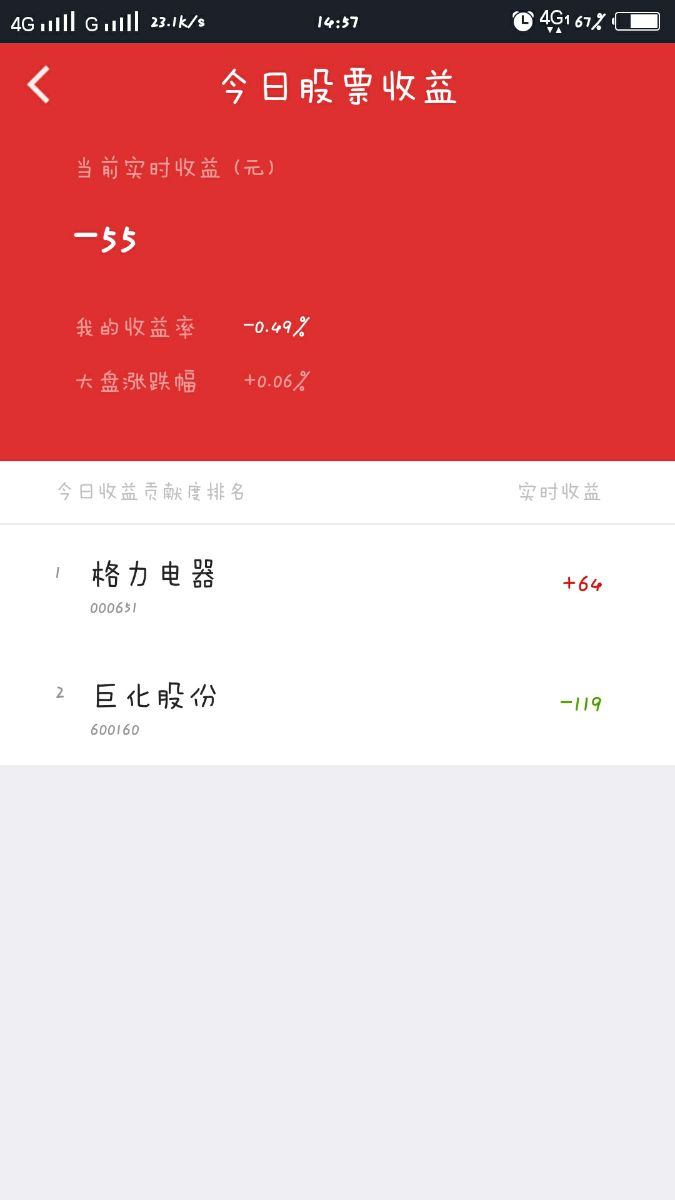 4G G 23.1k/s 14:57 4G1 67%
今日股票收益
当前实时收益（元）
-55
我的收益率 -0.49%
大盘涨跌幅 +0.06%
今日收益贡献度排名 实时收益
1 格力电器 +64
000651
2 巨化股份 -119
600160